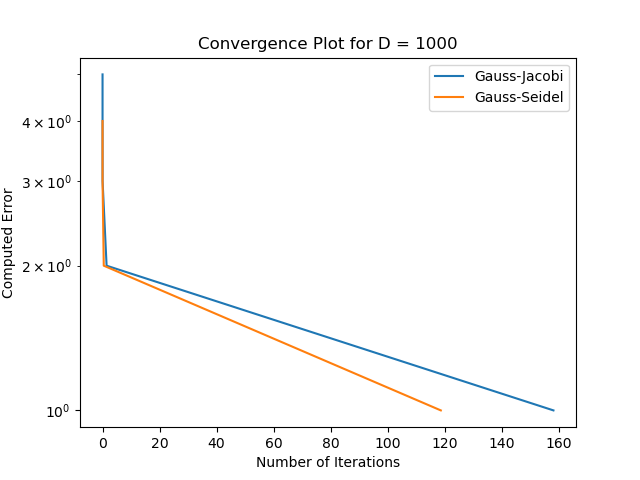 Convergence Plot for D = 1000
Gauss-Jacobi
Gauss-Seidel
4 × 10⁰
3 × 10⁰
2 × 10⁰
10⁰
Computed Error
0 20 40 60 80 100 120 140 160
Number of Iterations